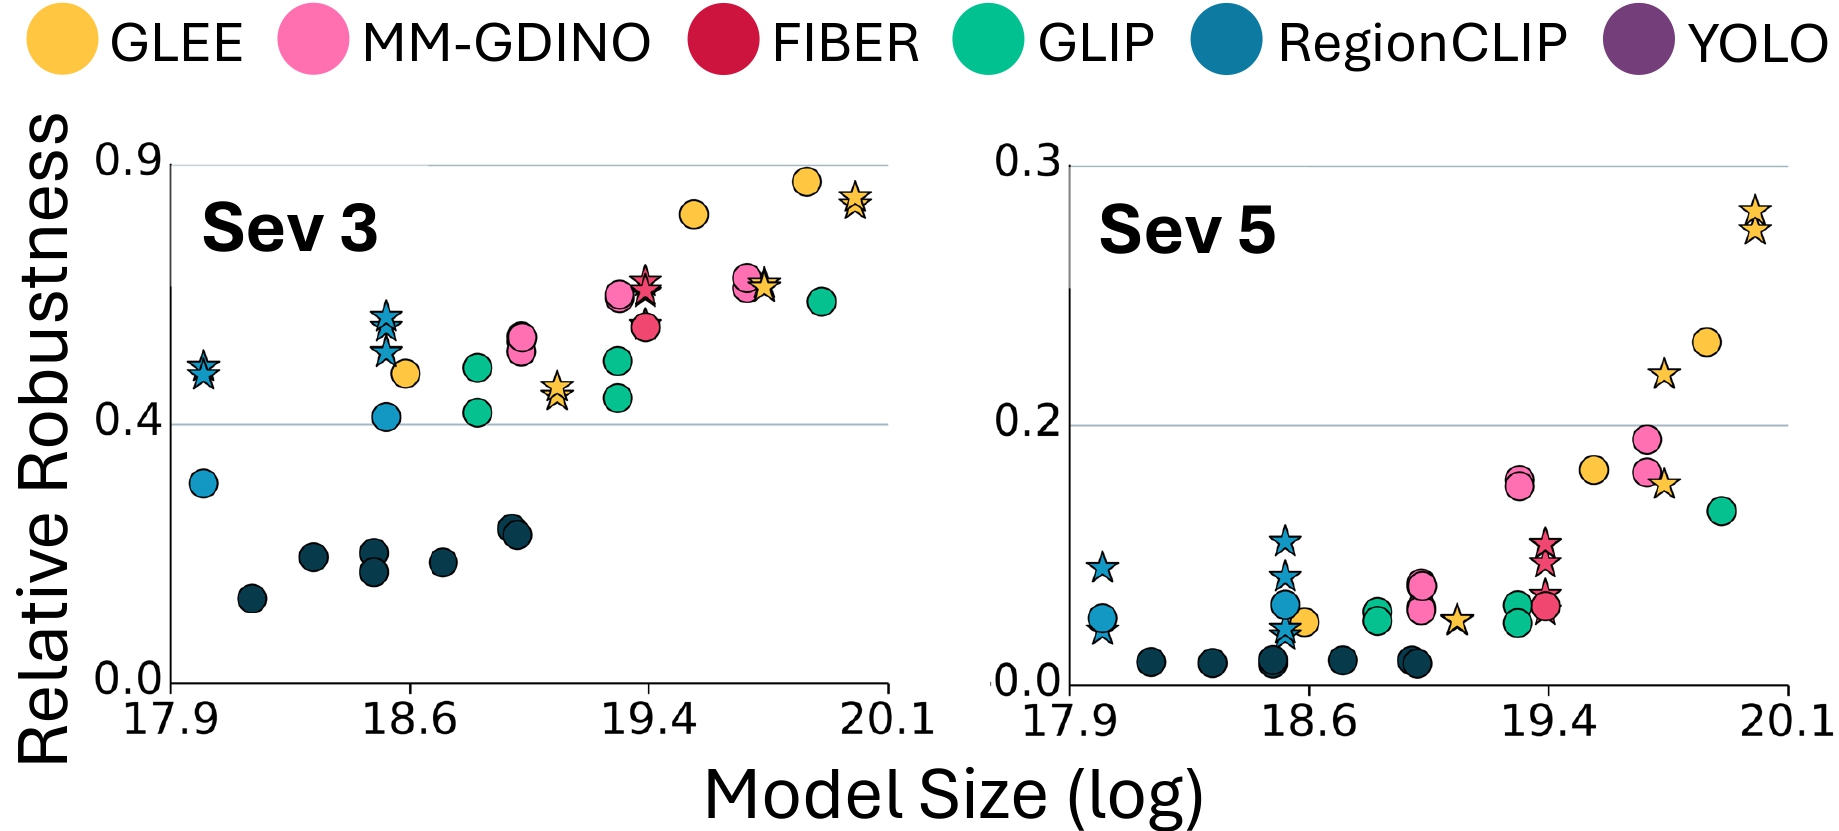 GLEE MM-GDINO FIBER GLIP RegionCLIP YOLO
Relative Robustness
Sev 3
0.9
0.4
0.0
17.9 18.6 19.4 20.1
Sev 5
0.3
0.2
0.0
17.9 18.6 19.4 20.1
Model Size (log)